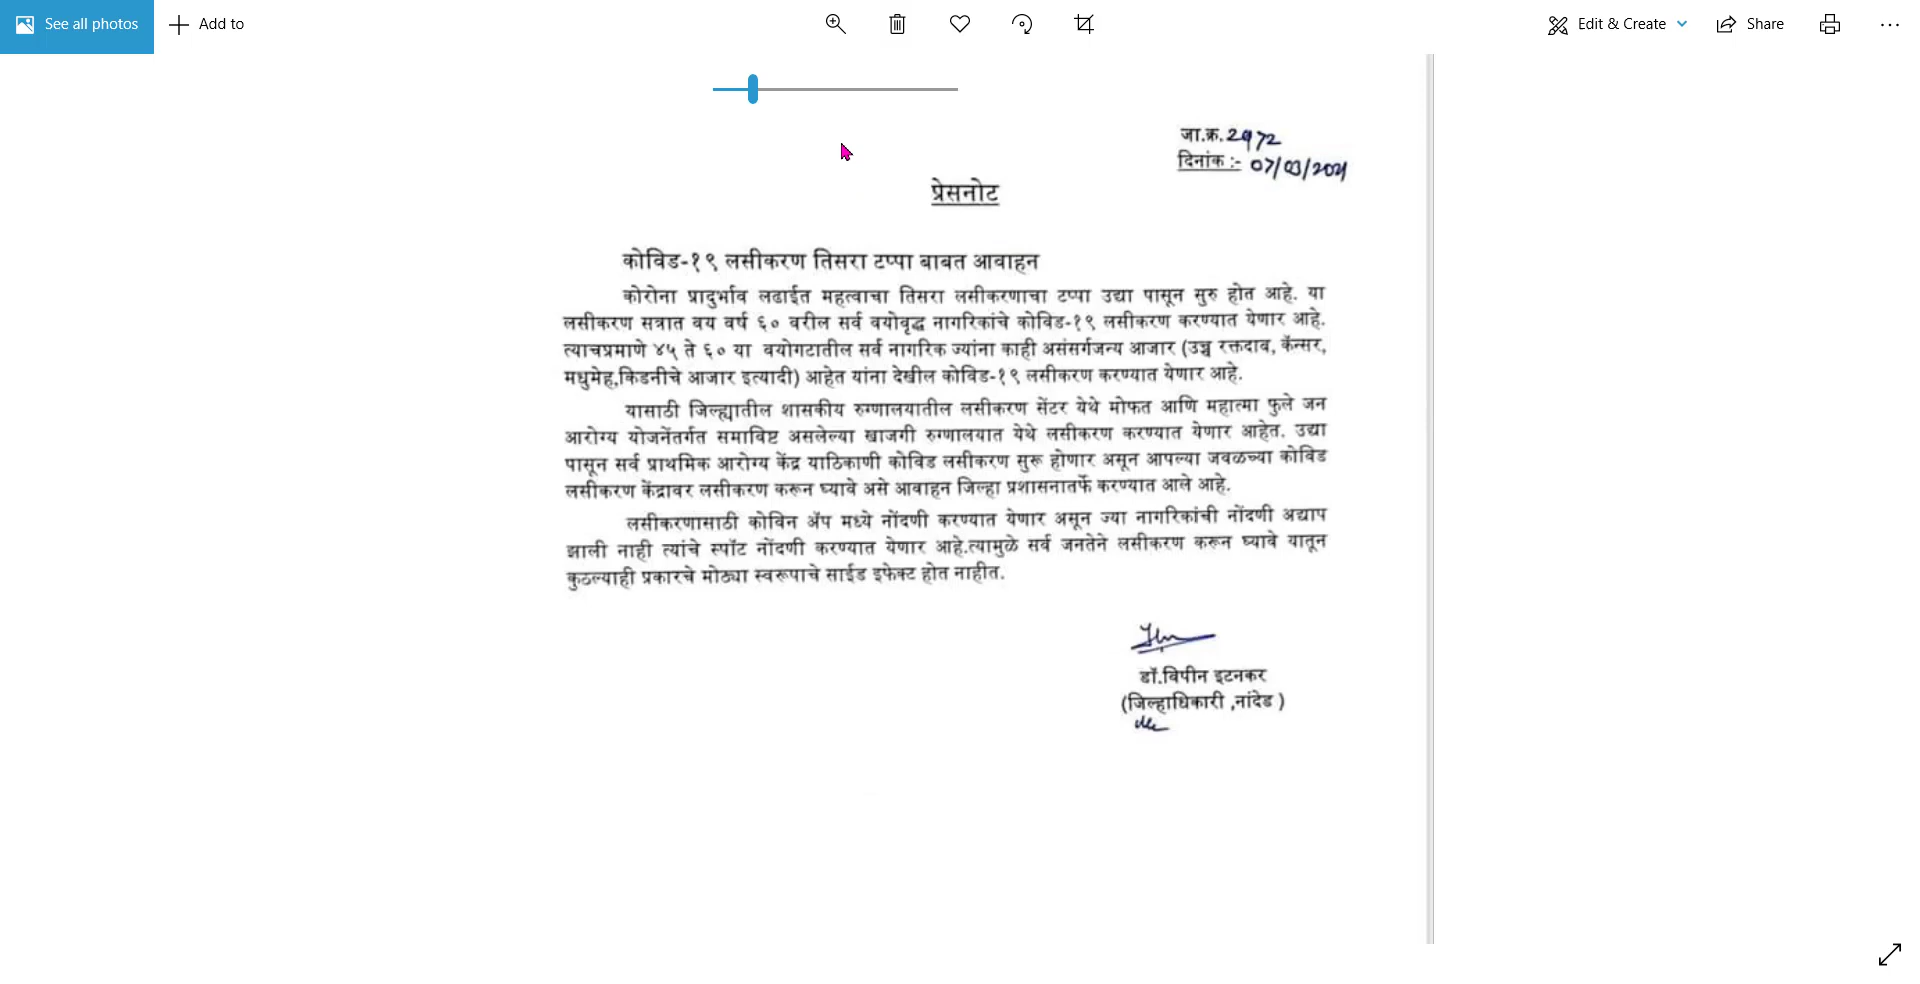 See all photos
Add to
Edit & Create
Share
जा.क्र.2972
दिनांक :- 07/03/2021
प्रेसनोट
कोविड-१९ लसीकरण तिसरा टप्पा बाबत आवाहन
कोरोना प्रादुर्भाव लढाईत महत्वाचा तिसरा लसीकरणाचा टप्पा उद्या पासून सुरु होत आहे. या
लसीकरण सत्रात वय वर्ष ६० वरील सर्व वयोवृद्ध नागरिकांचे कोविड-१९ लसीकरण करण्यात येणार आहे.
त्याचप्रमाणे ४५ ते ६० या वयोगटातील सर्व नागरिक ज्यांना काही असंसर्गजन्य आजार (उच्च रक्तदाब, कॅन्सर,
मधुमेह,किडनीचे आजार इत्यादी) आहेत यांना देखील कोविड-१९ लसीकरण करण्यात येणार आहे.
यासाठी जिल्ह्यातील शासकीय रुग्णालयातील लसीकरण सेंटर येथे मोफत आणि महात्मा फुले जन
आरोग्य योजनेंतर्गत समाविष्ट असलेल्या खाजगी रुग्णालयात येथे लसीकरण करण्यात येणार आहेत. उद्या
पासून सर्व प्राथमिक आरोग्य केंद्र याठिकाणी कोविड लसीकरण सुरू होणार असून आपल्या जवळच्या कोविड
लसीकरण केंद्रावर लसीकरण करून घ्यावे असे आवाहन जिल्हा प्रशासनातर्फे करण्यात आले आहे.
लसीकरणासाठी कोविन ॲप मध्ये नोंदणी करण्यात येणार असून ज्या नागरिकांची नोंदणी अद्याप
झाली नाही त्यांचे स्पॉट नोंदणी करण्यात येणार आहे.त्यामुळे सर्व जनतेने लसीकरण करून घ्यावे यातून
कुठल्याही प्रकारचे मोठ्या स्वरूपाचे साईड इफेक्ट होत नाहीत.
डॉ.विपीन इटनकर
(जिल्हाधिकारी ,नांदेड )